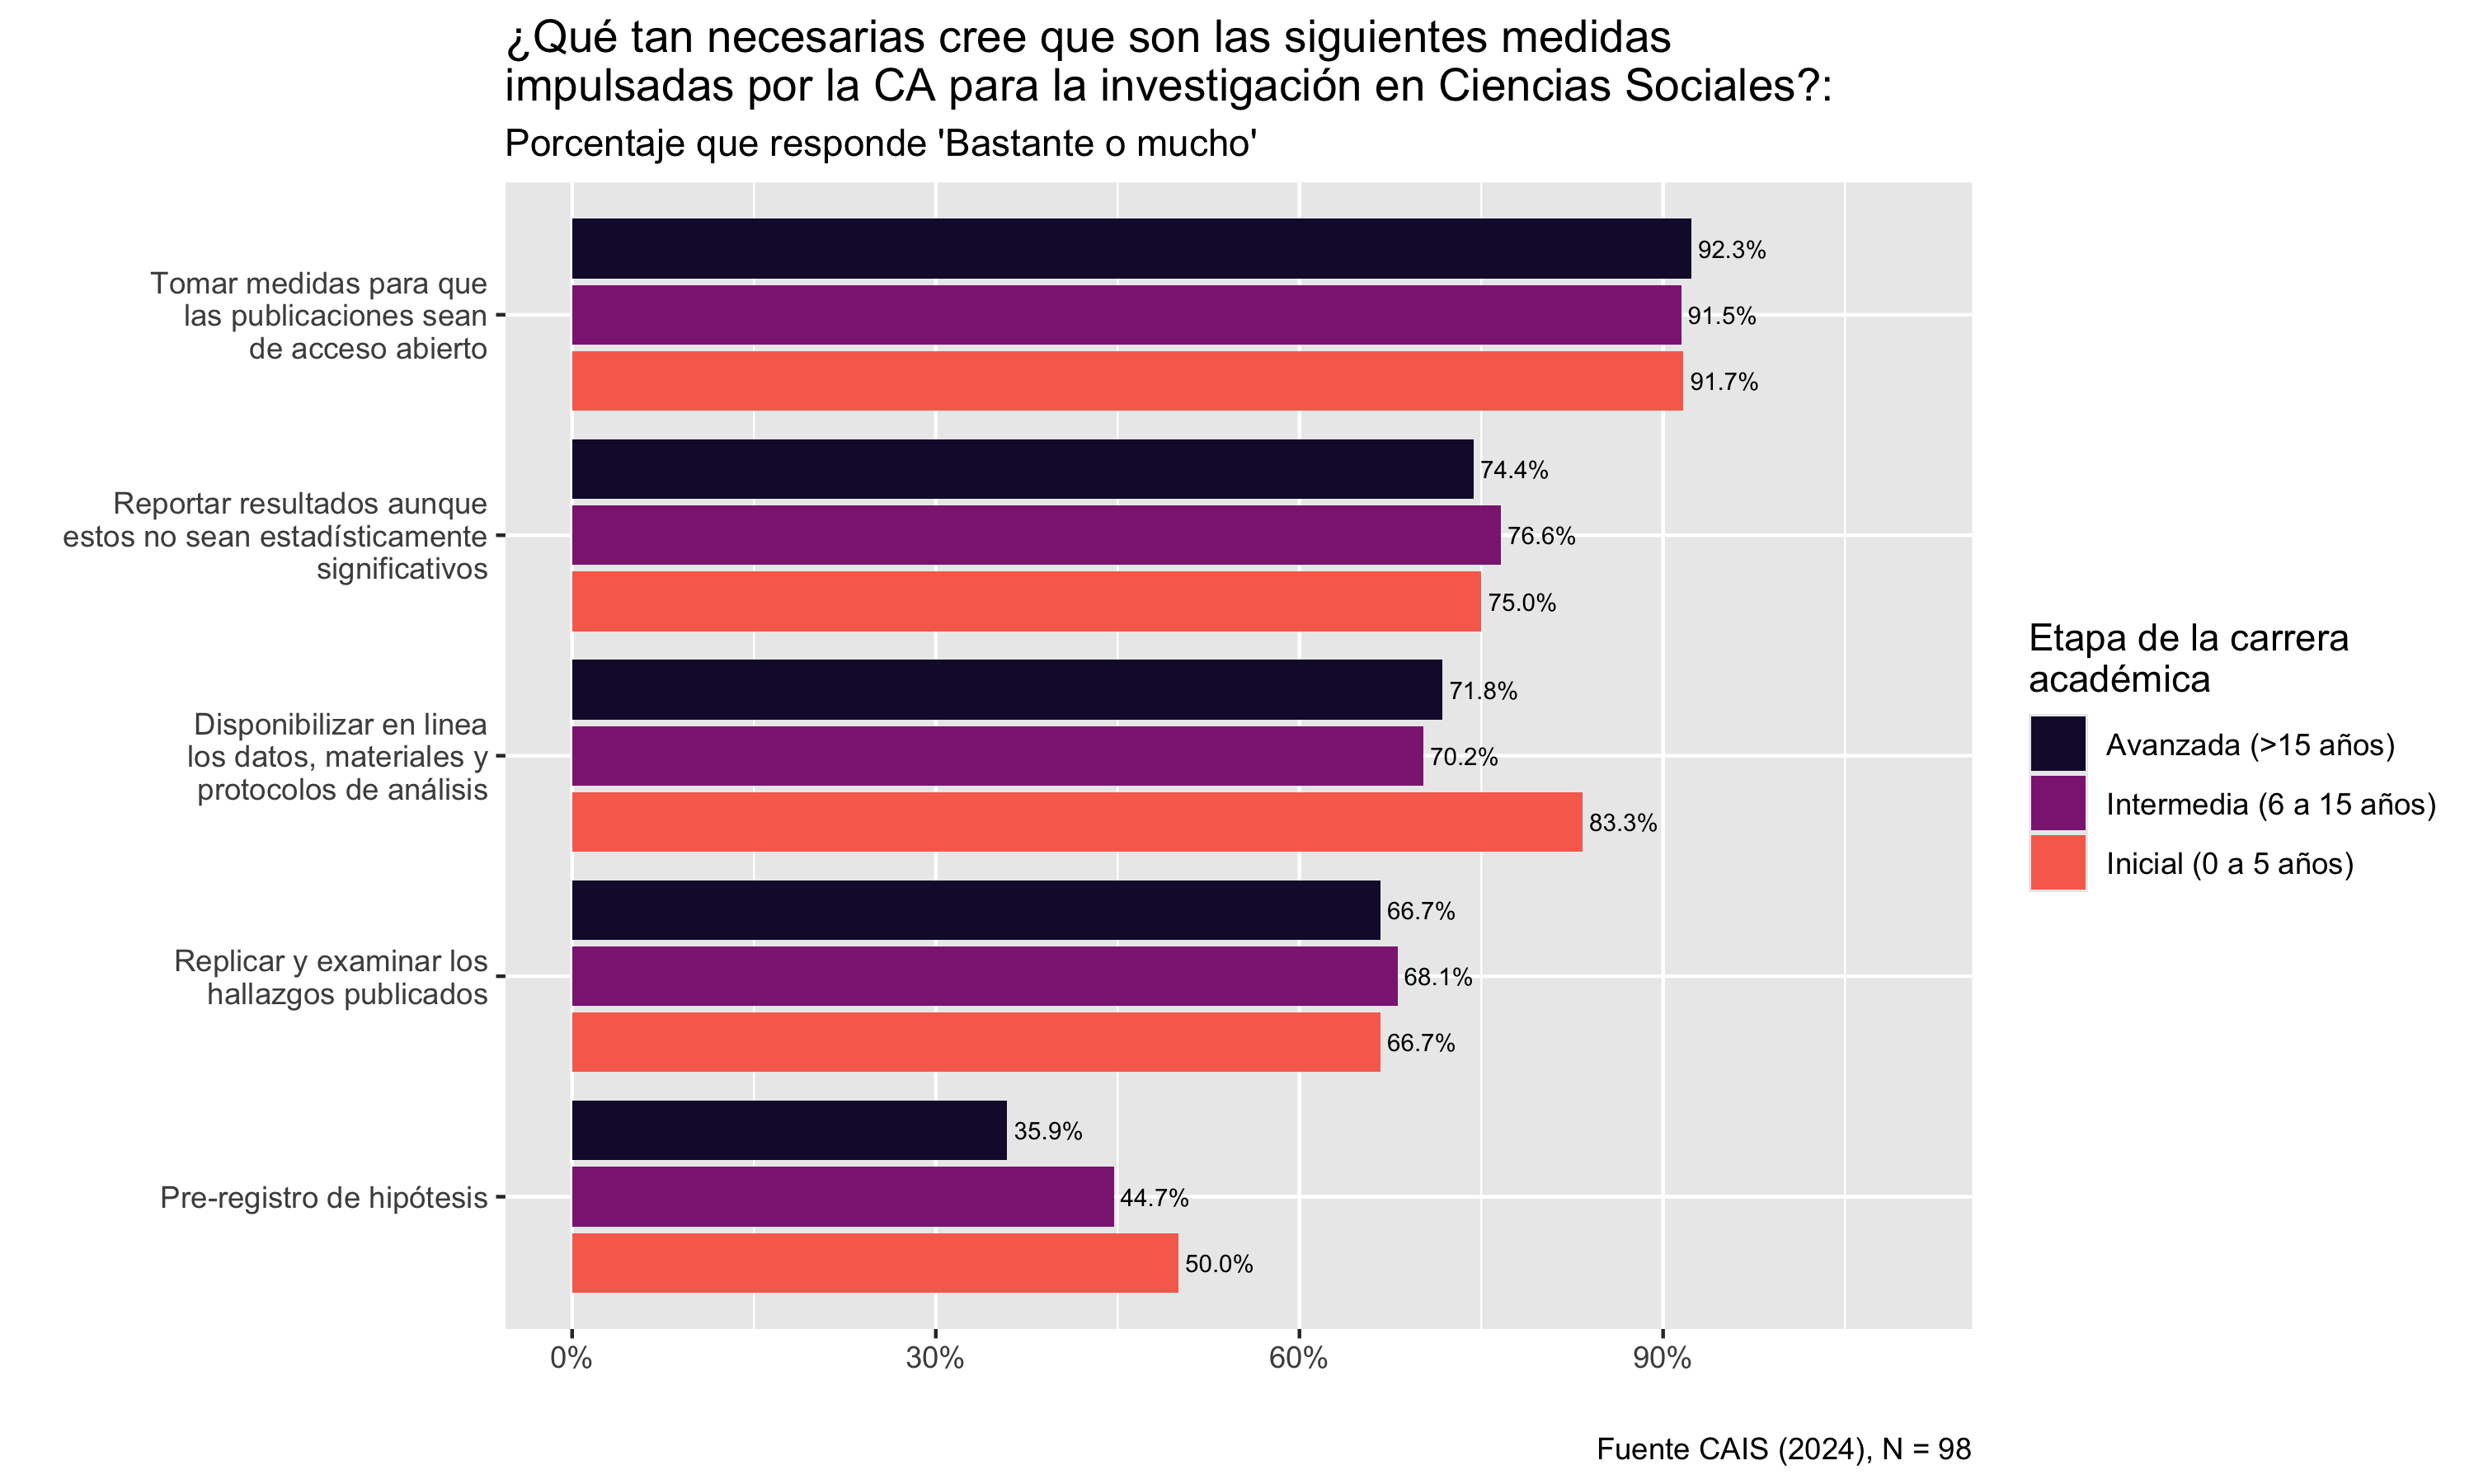 ¿Qué tan necesarias cree que son las siguientes medidas
impulsadas por la CA para la investigación en Ciencias Sociales?:
Porcentaje que responde 'Bastante o mucho'
Tomar medidas para que
las publicaciones sean
de acceso abierto
92.3%
91.5%
91.7%
Reportar resultados aunque
estos no sean estadísticamente
significativos
74.4%
76.6%
75.0%
Disponibilizar en linea
los datos, materiales y
protocolos de análisis
71.8%
70.2%
83.3%
Replicar y examinar los
hallazgos publicados
66.7%
68.1%
66.7%
Pre-registro de hipótesis
35.9%
44.7%
50.0%
0%
30%
60%
90%
Etapa de la carrera
académica
Avanzada (>15 años)
Intermedia (6 a 15 años)
Inicial (0 a 5 años)
Fuente CAIS (2024), N = 98